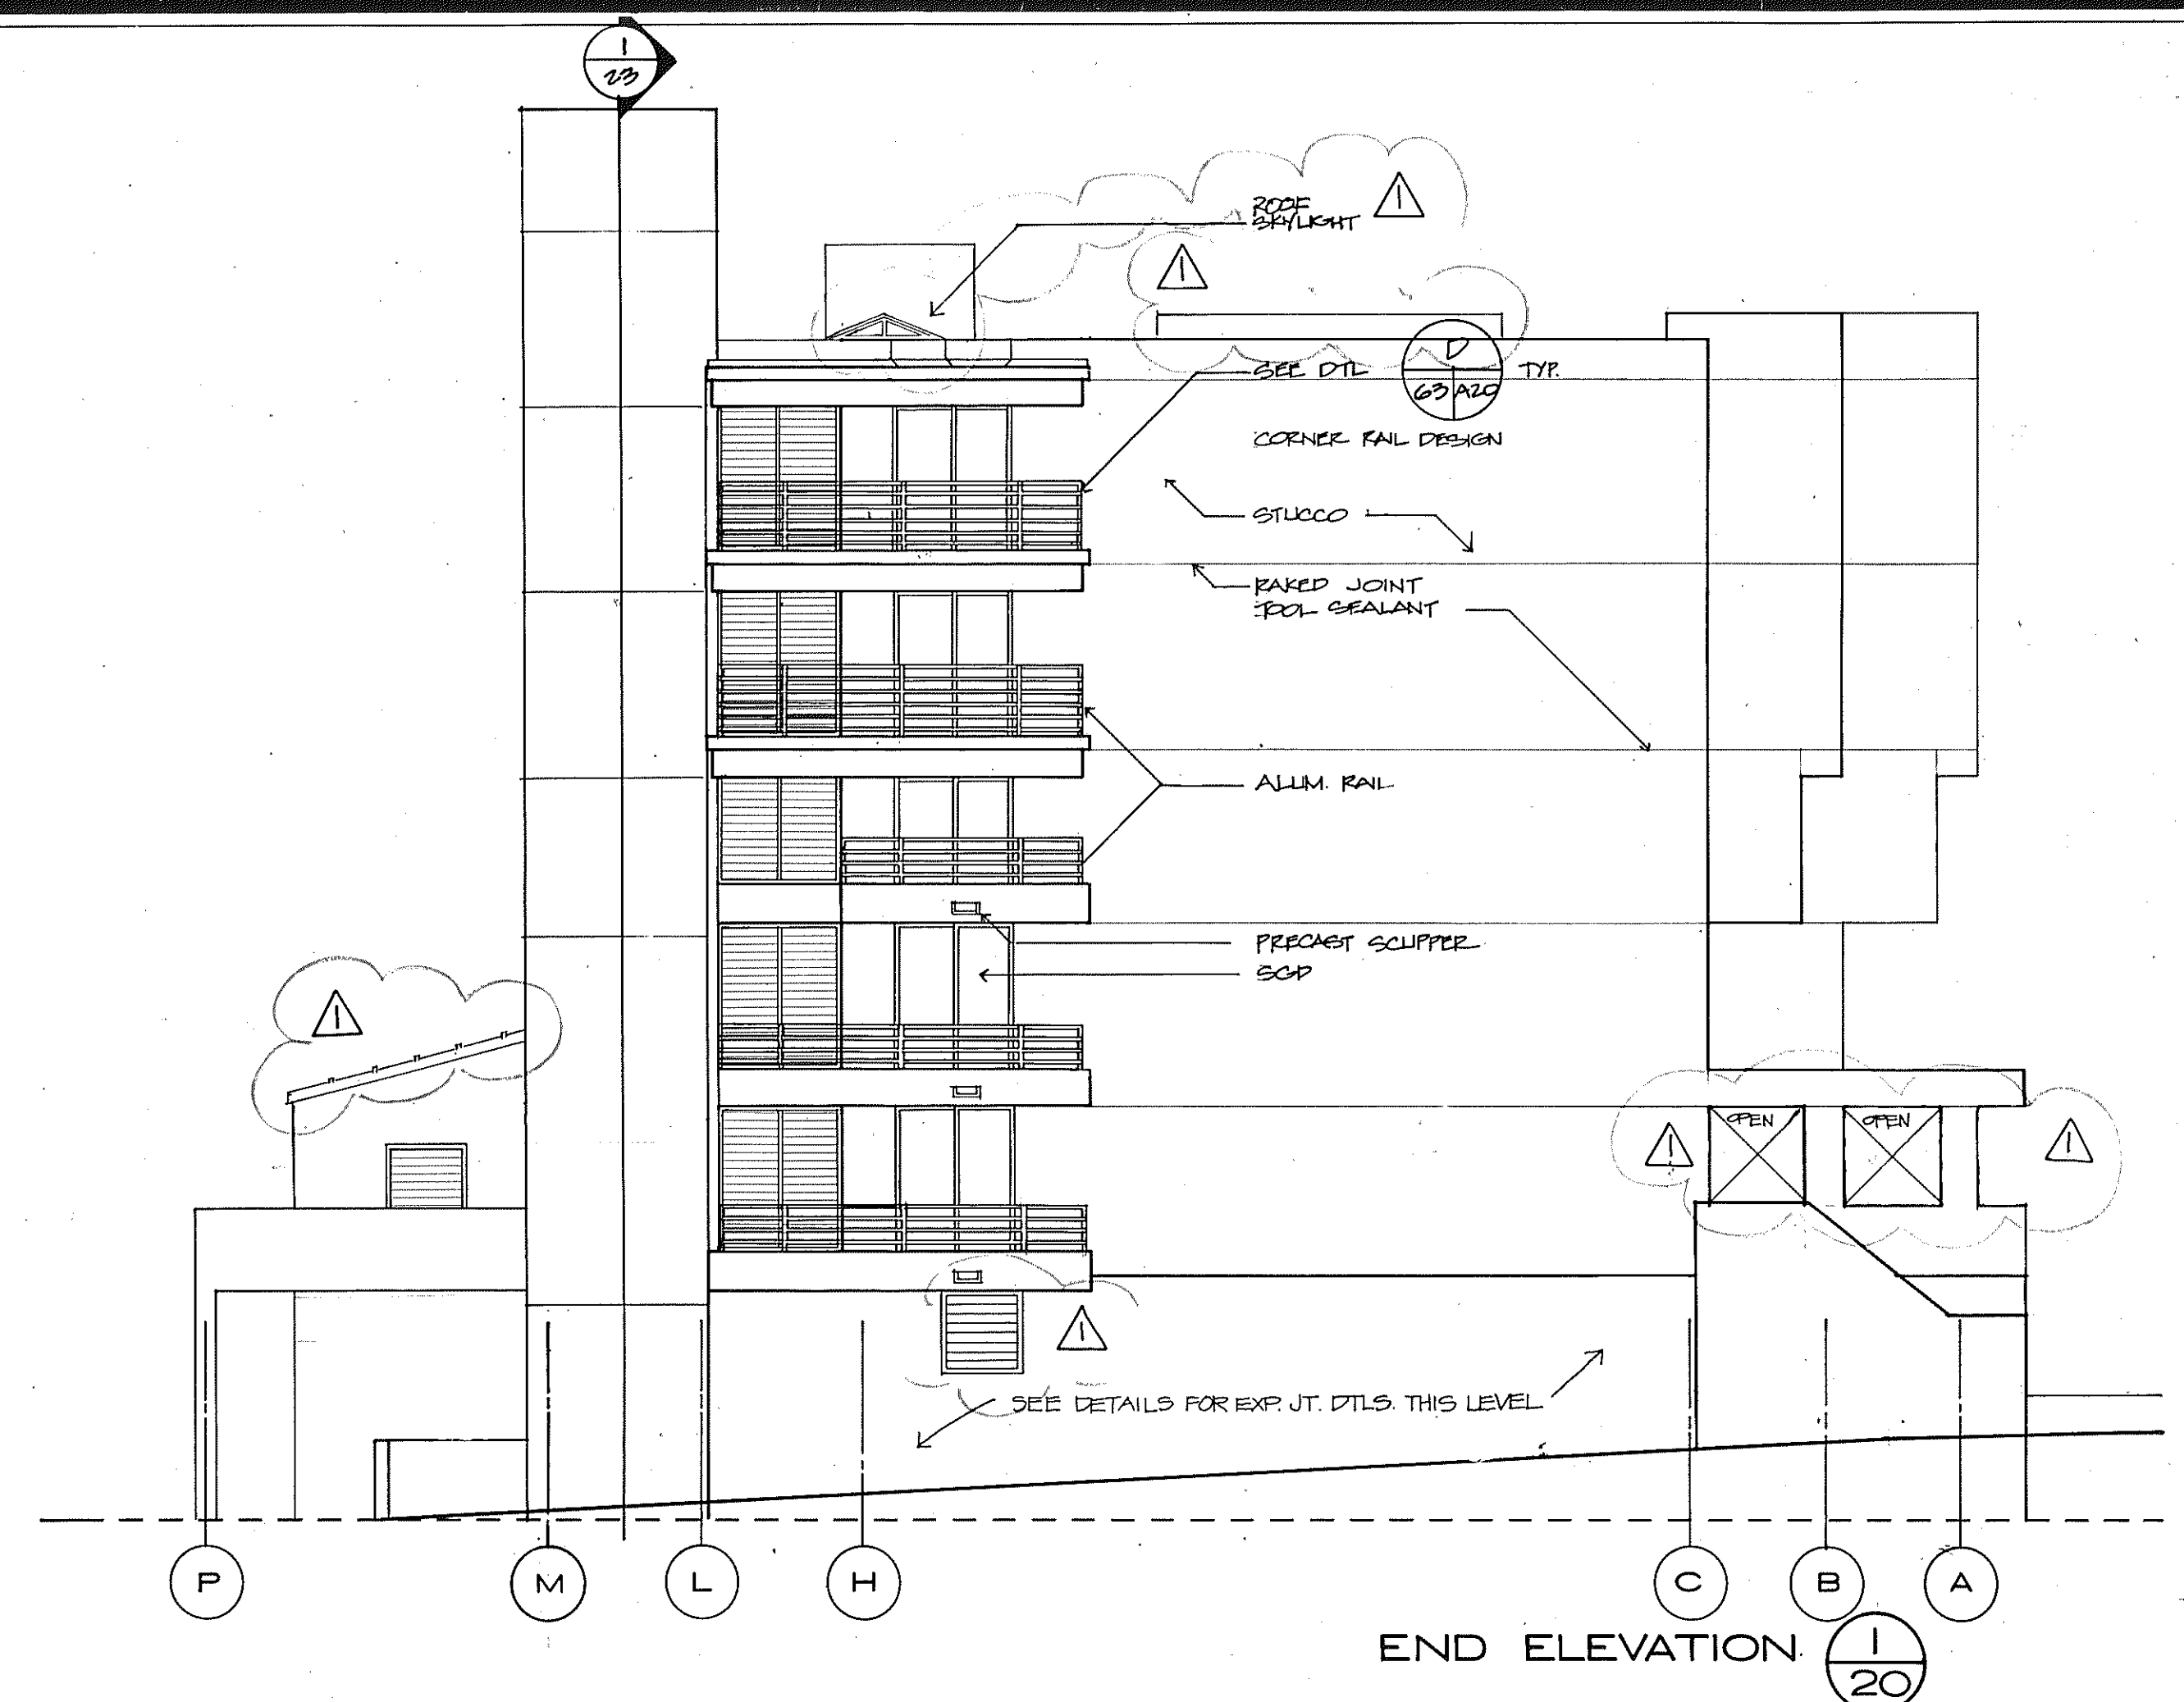 1
23
ROOF
SKYLIGHT
1
1
SEE DTL
D
63 A20
TYP.
CORNER RAIL DESIGN
STUCCO
RAKED JOINT
TOOL SEALANT
ALUM. RAIL
PRECAST SCUPPER
SGD
1
OPEN
OPEN
1
1
1
SEE DETAILS FOR EXP. JT. DTLS. THIS LEVEL
P
M
L
H
C
B
A
END ELEVATION
1
20